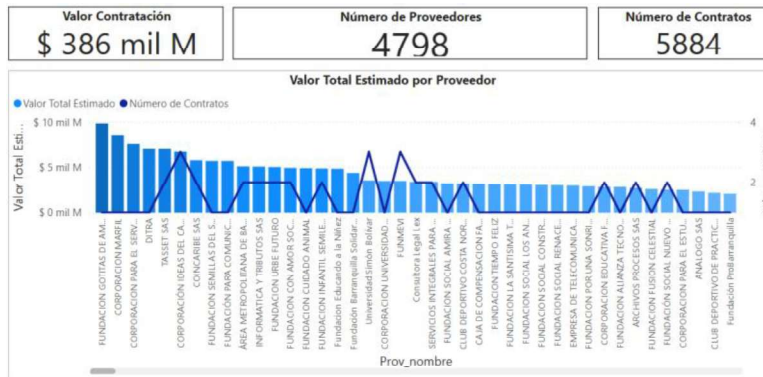 Valor Contratación
$ 386 mil M
Número de Proveedores
4798
Número de Contratos
5884
Valor Total Estimado por Proveedor
Valor Total Estimado
Número de Contratos
Valor Total Esti...
$ 10 mil M
$ 5 mil M
$ 0 mil M
4
2
FUNDACION GOTITAS DE AM...
CORPORACION MARFIL
CORPORACION PARA EL SERV...
DITRA
TASSET SAS
CORPORACIÓN IDEAS DEL CA...
CONCARIBE SAS
FUNDACION SEMILLAS DEL S...
FUNDACIÓN PAPA COMUNIC...
ÁREA METROPOLITANA DE BA...
INFORMATICA Y TRIBUTOS SAS
FUNDACION URBE FUTURO
FUNDACION CON AMOR SOC...
FUNDACION CUIDADO ANIMAL
FUNDACION INFANTIL SEMILE...
Fundacion Educando a la Niñez
Fundación Barranquilla Solidar...
UniversidadSimón Bolívar
CORPORACION UNIVERSIDAD ...
FUNMEVI
Consultora Legal Lex
SERVICIOS INTEGRALES PARA ...
FUNDACION SOCIAL AMIRA ...
CLUB DEPORTIVO COSTA NOR...
CAJA DE COMPENSACION FA...
FUNDACION TIEMPO FELIZ
FUNDACION LA SANTISIMA T...
FUNDACION SOCIAL LOS AN...
FUNDACION SOCIAL CONSTR...
FUNDACION SOCIAL RENACE...
EMPRESA DE TELECOMUNICA...
FUNDACION PORUNA SONRI...
CORPORACION EDUCATIVA F...
FUNDACION ALIANZA TECNO...
ARCHIVOS PROCESOS SAS
FUNDACION FUSION CELESTIAL
FUNDACIÓN SOCIAL NUEVO ...
CORPORACION PARA EL ESTU...
ANALOGO SAS
CLUB DEPORTIVO DE PRACTIC...
Fundación ProBarranquilla
Prov_nombre